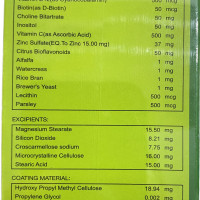 Biotin(as D-Biotin) 50 mcg
Choline Bitartrate 50 mg
Inositol 50 mg
Vitamin C(as Ascorbic Acid) 500 mg
Zinc Sulfate(EQ To Zinc 15.00 mg) 37 mg
Citrus Bioflavonoids 50 mg
Alfalfa 1 mg
Watercress 1 mg
Rice Bran 1 mg
Brewer's Yeast 1 mg
Lecithin 500 mcg
Parsley 500 mcg
EXCIPIENTS:
Magnesium Stearate 15.50 mg
Silicon Dioxide 8.21 mg
Croscarmellose Sodium 7.75 mg
Microcrystalline Cellulose 16.00 mg
Stearic Acid 15.00 mg
COATING MATERIAL:
Hydroxy Propyl Methyl Cellulose 18.94 mg
Propylene Glycol 0.002 mg